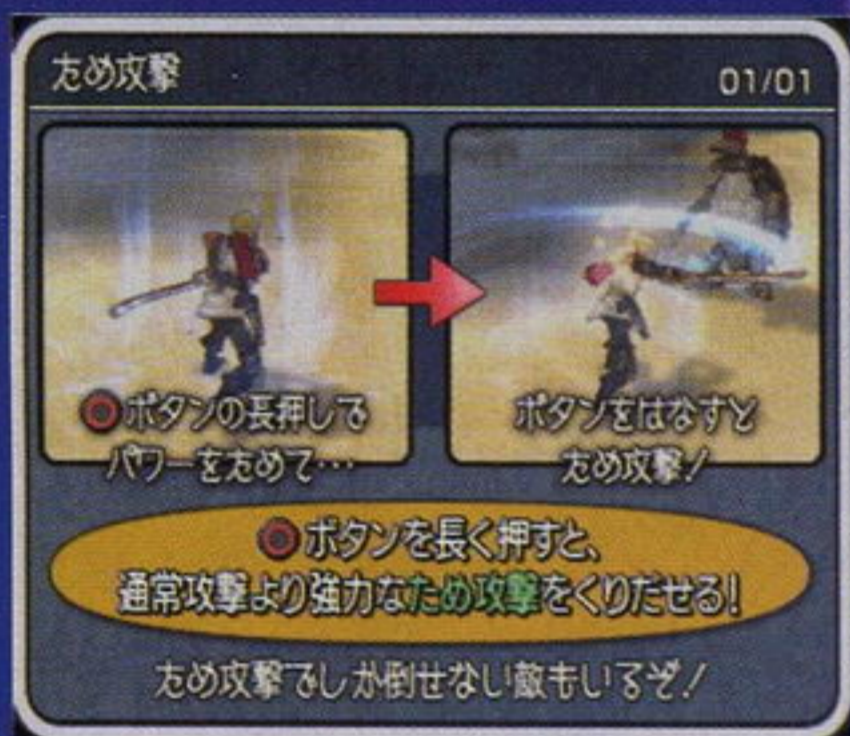 ため攻撃
01/01
◎ボタンの長押しで
パワーをためて…
ボタンをはなすと
ため攻撃!
◎ボタンを長く押すと、
通常攻撃より強力なため攻撃をくりだせる!
ため攻撃でしか倒せない敵もいるぞ!